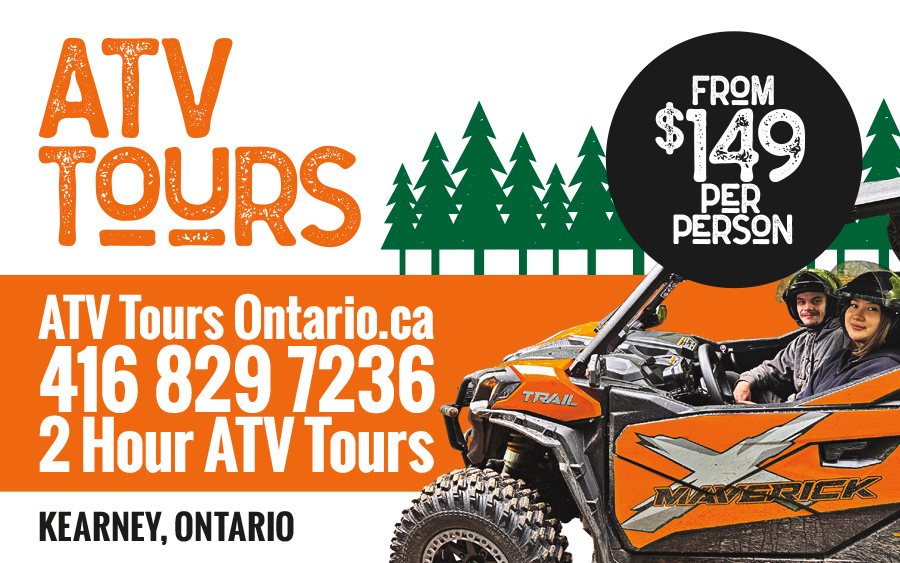 ATV
TOURS
FROM
$149
PER
PERSON
ATV Tours Ontario.ca
416 829 7236
2 Hour ATV Tours
TRAIL
X
MAVERICK
KEARNEY, ONTARIO